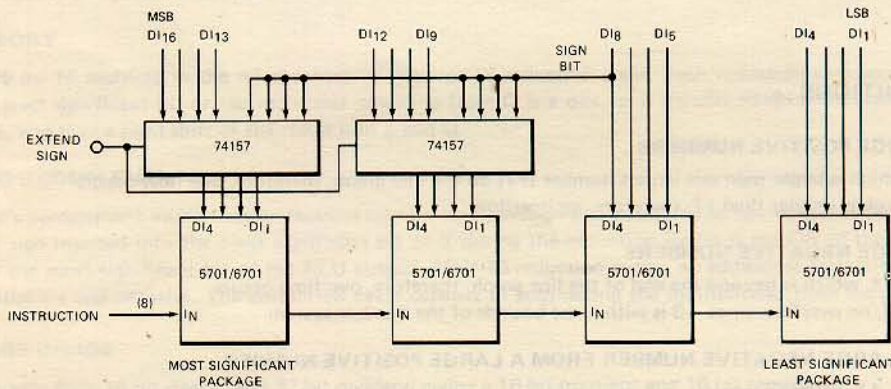 MSB
DI16 DI13
DI12 DI9
SIGN
BIT
DI8 DI5
LSB
DI4 DI1
EXTEND
SIGN
74157
74157
DI4 DIi
5701/6701
DI4 DI1
5701/6701
DI4 DI1
5701/6701
DI4 DI1
5701/6701
INSTRUCTION
(8)
IN
IN
IN
IN
MOST SIGNIFICANT
PACKAGE
LEAST SIGNIFICANT
PACKAGE